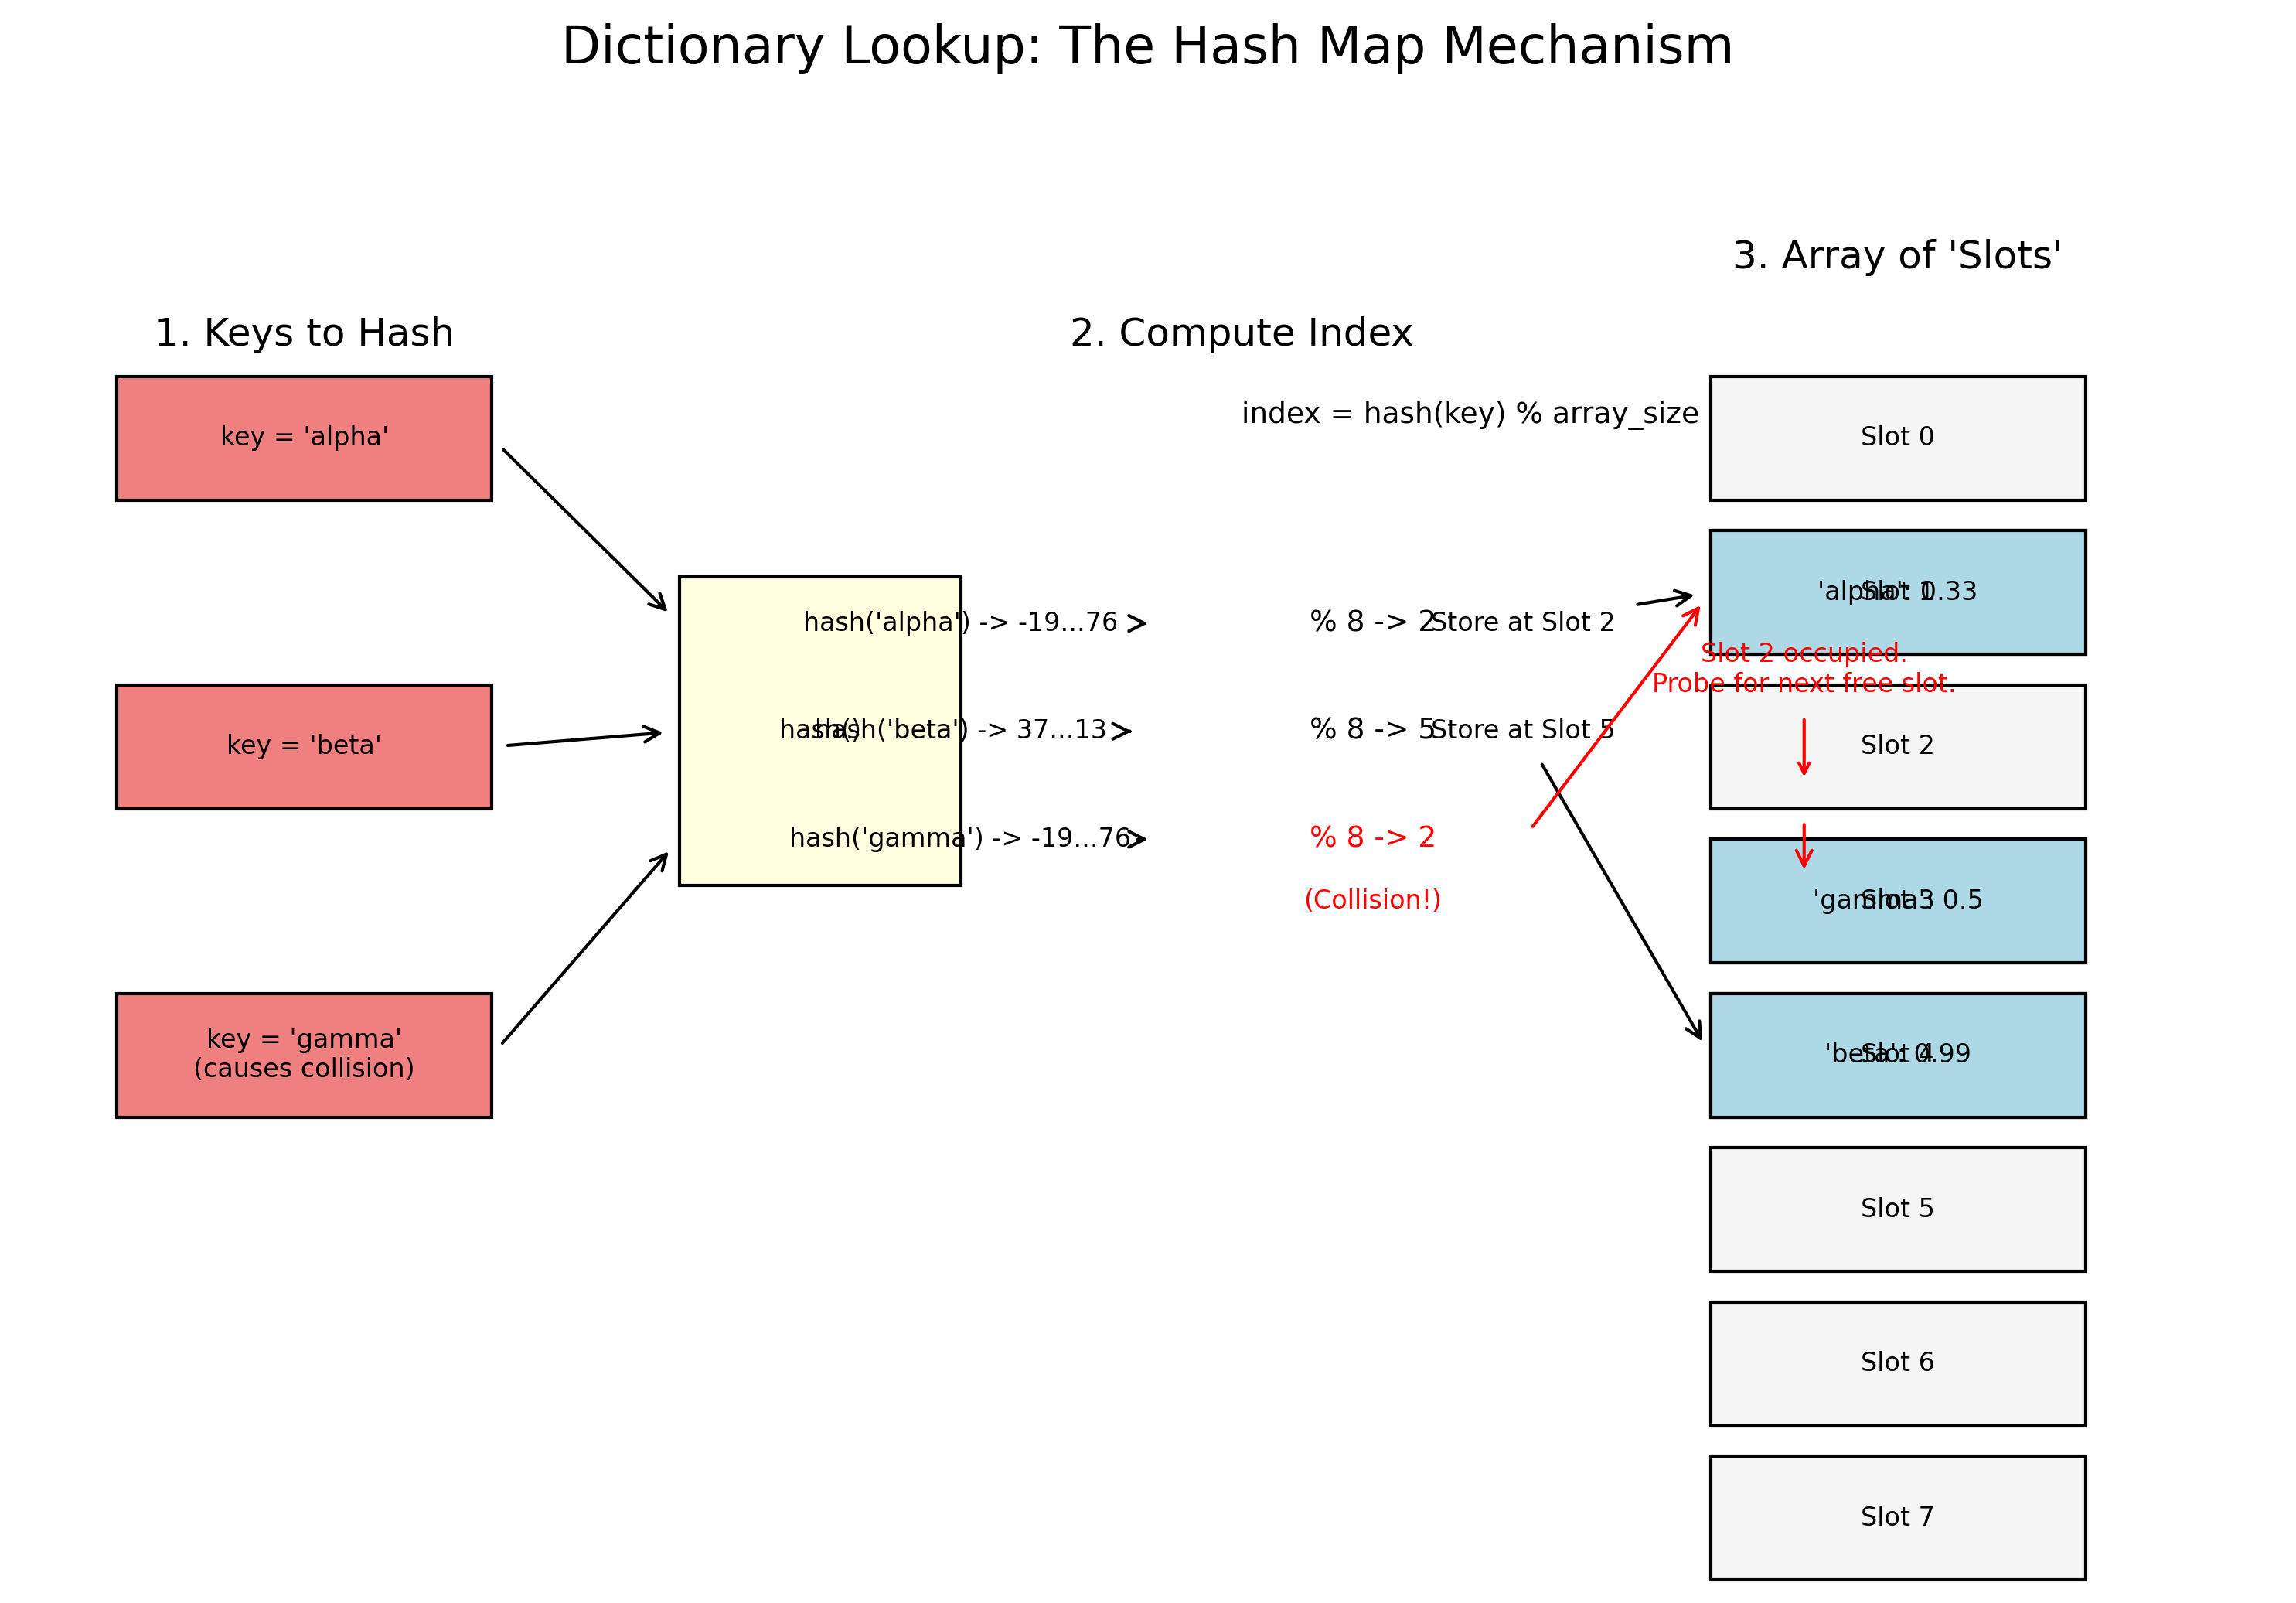 Dictionary Lookup: The Hash Map Mechanism
3. Array of 'Slots'
1. Keys to Hash
2. Compute Index
index = hash(key) % array_size
key = 'alpha'
key = 'beta'
key = 'gamma'
(causes collision)
hash()
hash('alpha') -> -19...76
% 8 -> 2
Store at Slot 2
hash('beta') -> 37...13
% 8 -> 5
Store at Slot 5
hash('gamma') -> -19...76
% 8 -> 2
(Collision!)
Slot 0
Slot 1
'alpha': 0.33
Slot 2 occupied.
Probe for next free slot.
Slot 2
Slot 3
'gamma': 0.5
Slot 4
'beta': 0.99
Slot 5
Slot 6
Slot 7